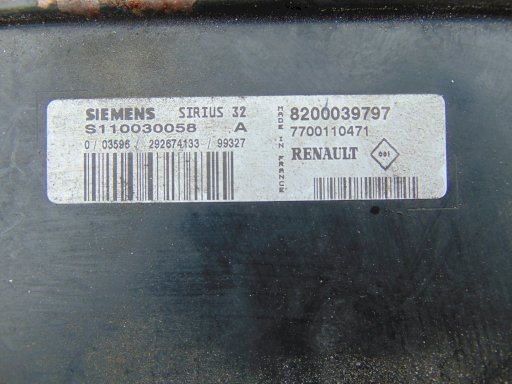 SIEMENS SIRIUS 32
S110030058 A
0 / 03596 / 292674133 / 99327
MADE IN FRANCE
8200039797
7700110471
RENAULT 001